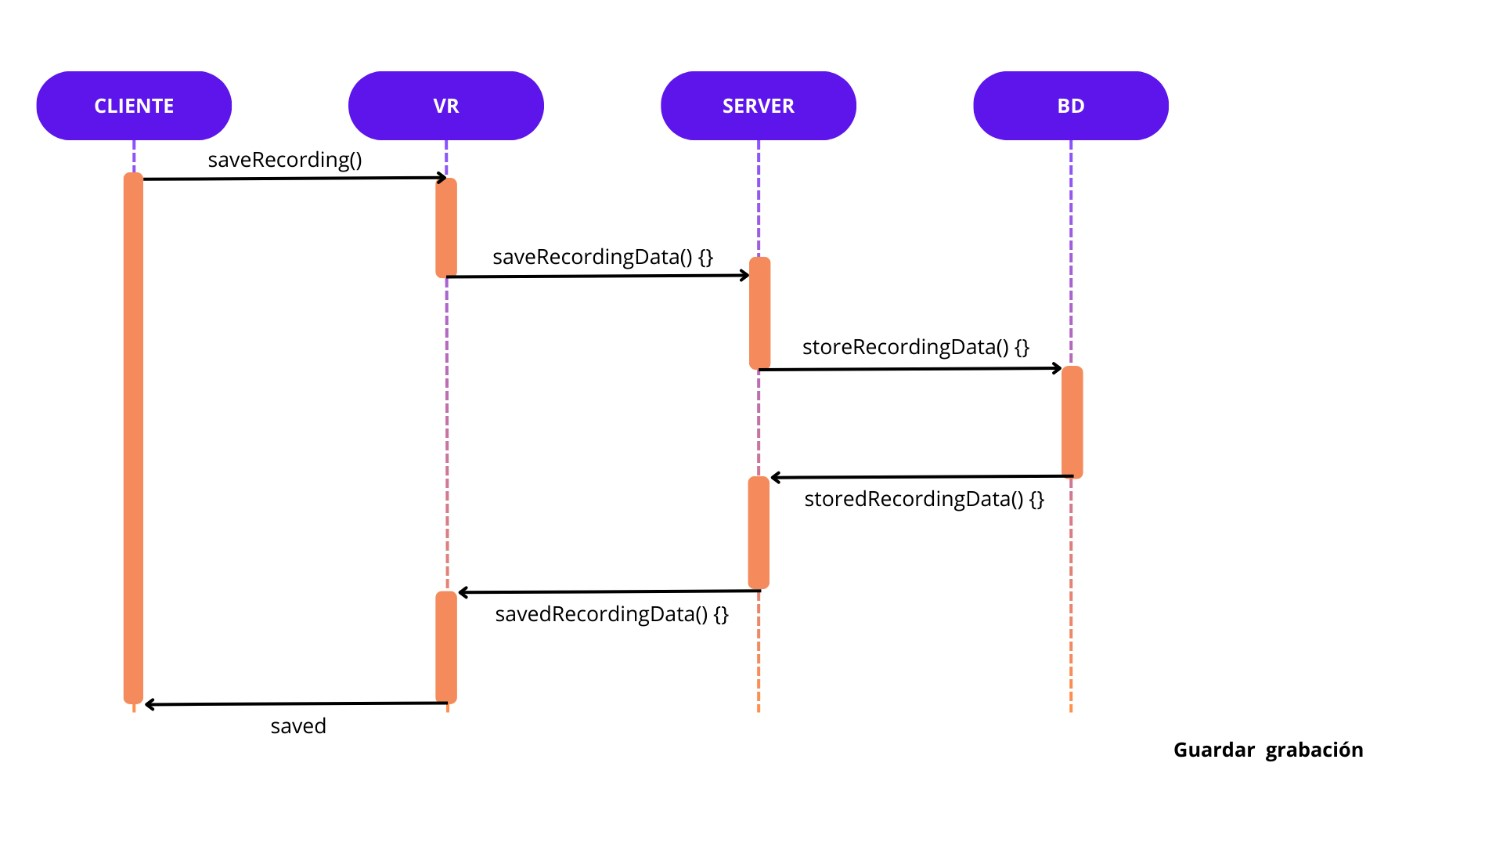 CLIENTE
VR
SERVER
BD
saveRecording()
saveRecordingData() {}
storeRecordingData() {}
storedRecordingData() {}
savedRecordingData() {}
saved
Guardar grabación